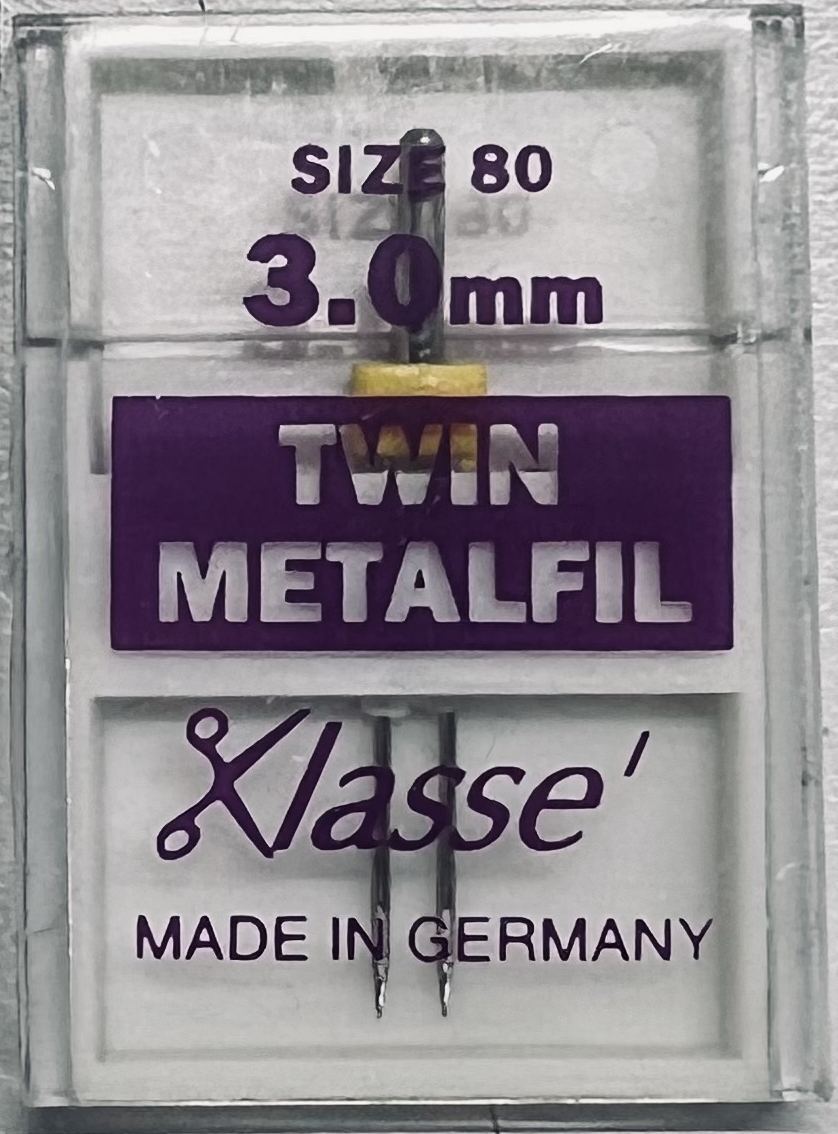 SIZE 80
3.0mm
TWIN
METALFIL
Klasse'
MADE IN GERMANY